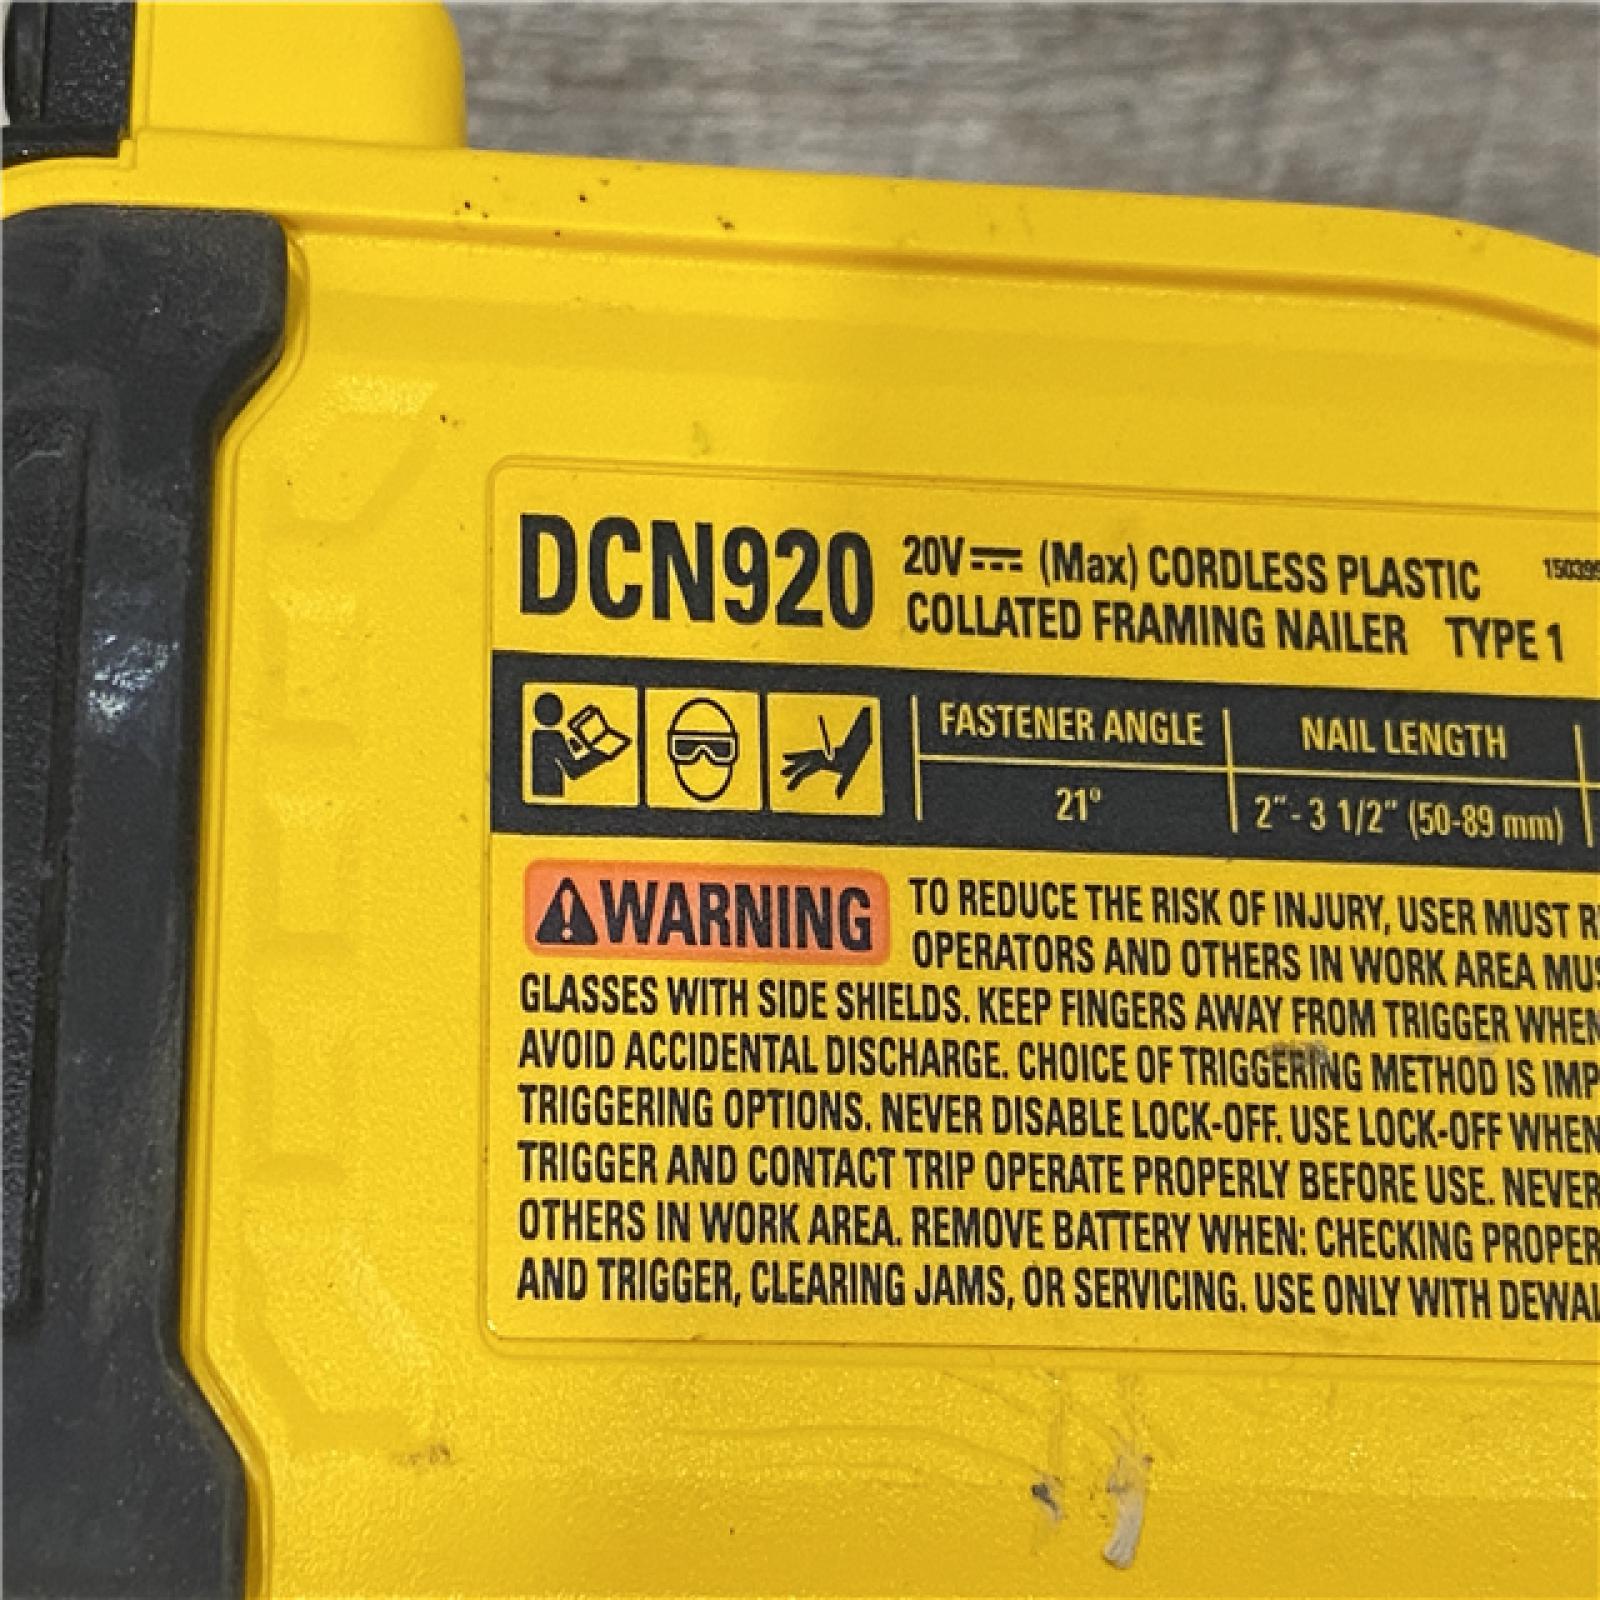 DCN920 20V (Max) CORDLESS PLASTIC
COLLATED FRAMING NAILER TYPE 1
FASTENER ANGLE NAIL LENGTH
21° 2"- 3 1/2" (50-89 mm)
WARNING TO REDUCE THE RISK OF INJURY, USER MUST
OPERATORS AND OTHERS IN WORK AREA
GLASSES WITH SIDE SHIELDS. KEEP FINGERS AWAY FROM TRIGGER WHEN
AVOID ACCIDENTAL DISCHARGE. CHOICE OF TRIGGERING METHOD IS
TRIGGERING OPTIONS. NEVER DISABLE LOCK-OFF. USE LOCK-OFF WHEN
TRIGGER AND CONTACT TRIP OPERATE PROPERLY BEFORE USE. NEVER
OTHERS IN WORK AREA. REMOVE BATTERY WHEN: CHECKING
AND TRIGGER, CLEARING JAMS, OR SERVICING. USE ONLY WITH